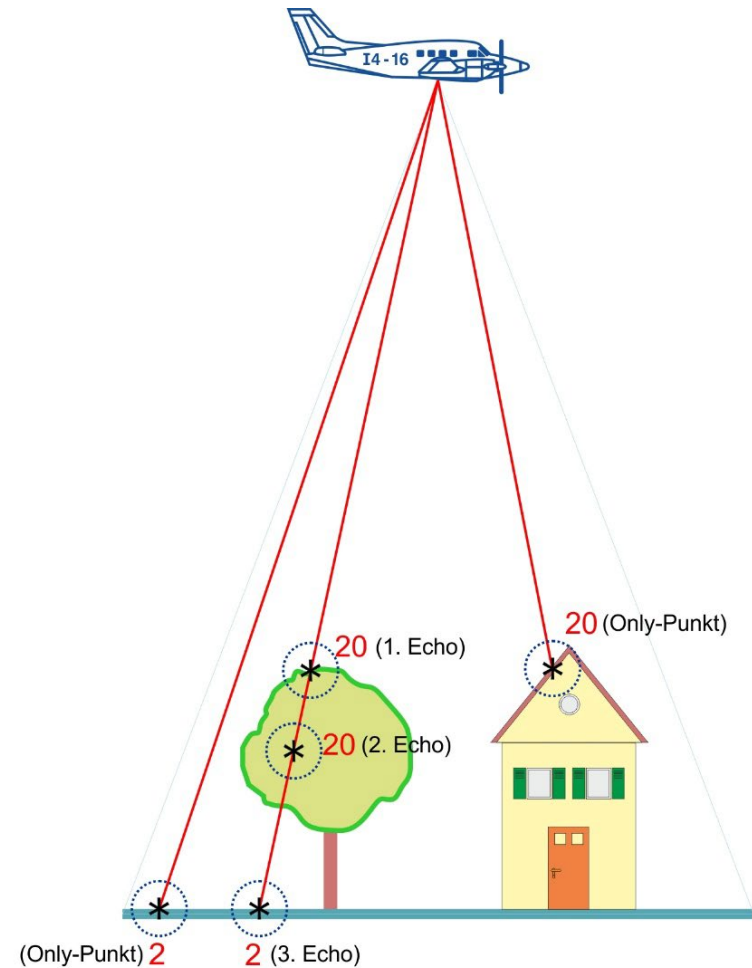 I4-16
20 (Only-Punkt)
20 (1. Echo)
20 (2. Echo)
(Only-Punkt) 2
2 (3. Echo)